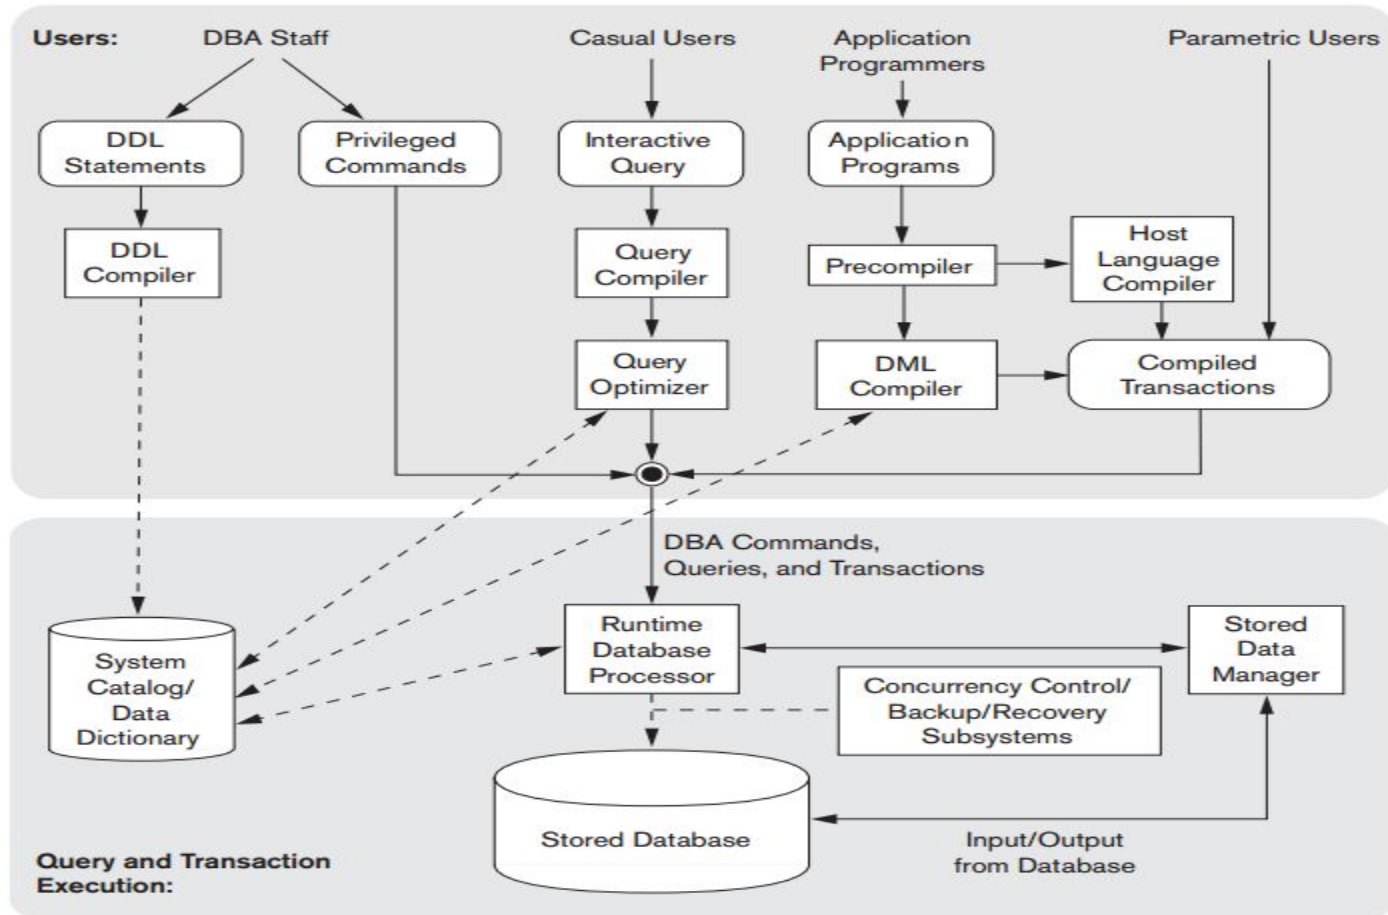 Users:
DBA Staff
Casual Users
Application
Programmers
Parametric Users
DDL
Statements
Privileged
Commands
Interactive
Query
Application
Programs
DDL
Compiler
Query
Compiler
Precompiler
Host
Language
Compiler
Query
Optimizer
DML
Compiler
Compiled
Transactions
DBA Commands,
Queries, and Transactions
System
Catalog/
Data
Dictionary
Runtime
Database
Processor
Stored
Data
Manager
Concurrency Control/
Backup/Recovery
Subsystems
Stored Database
Input/Output
from Database
Query and Transaction
Execution: